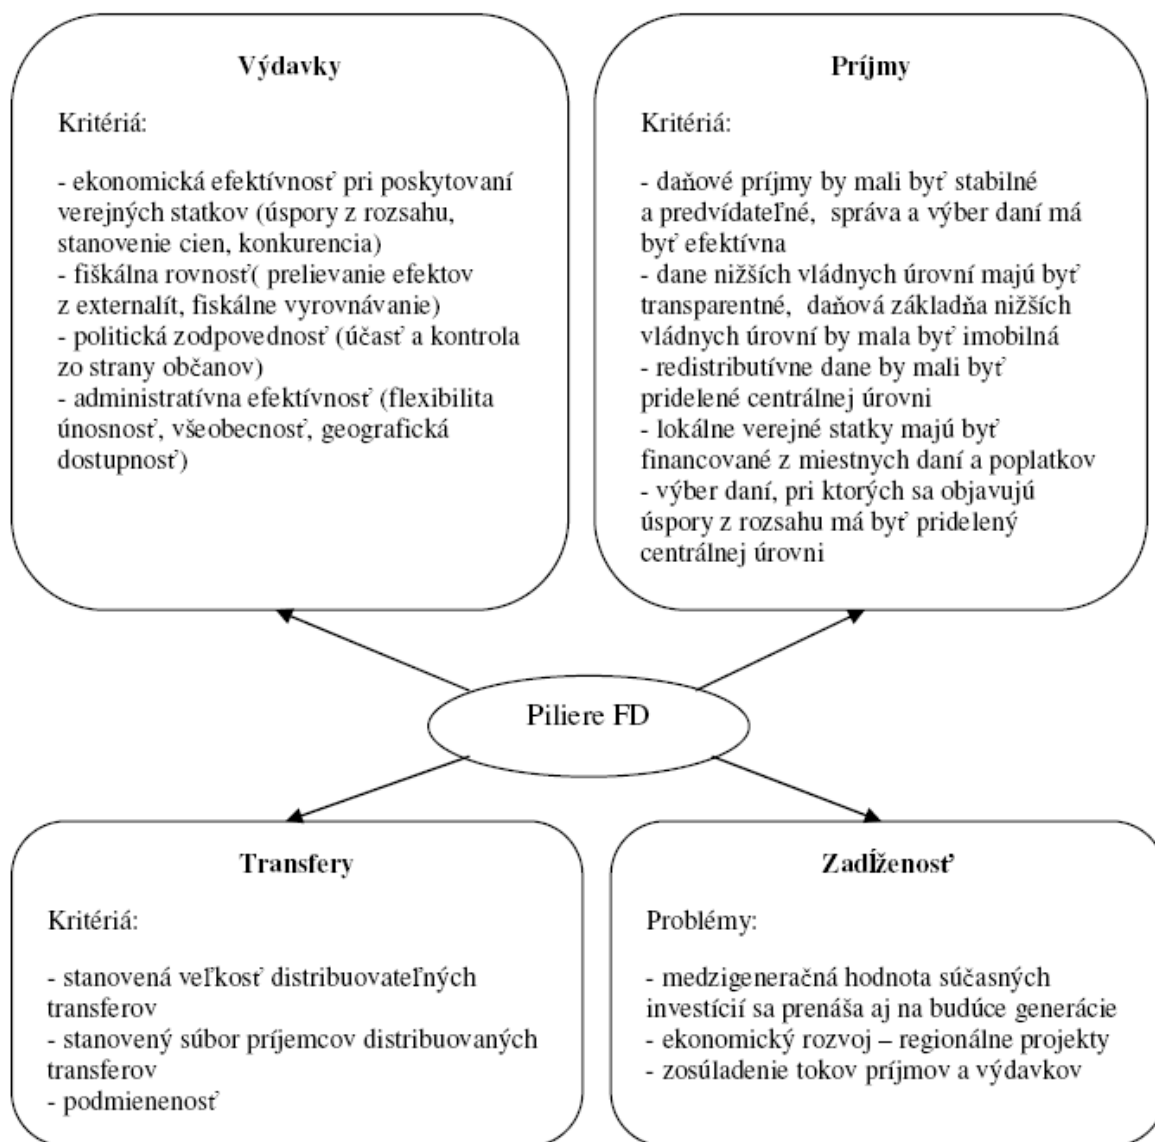 Výdavky
Kritériá:
- ekonomická efektívnosť pri poskytovaní
verejných statkov (úspory z rozsahu,
stanovenie cien, konkurencia)
- fiškálna rovnosť( prelievanie efektov
z externalít, fiskálne vyrovnávanie)
- politická zodpovednosť (účasť a kontrola
zo strany občanov)
- administratívna efektívnosť (flexibilita
únosnosť, všeobecnosť, geografická
dostupnosť)
Príjmy
Kritériá:
- daňové príjmy by mali byť stabilné
a predvídateľné,  správa a výber daní má
byť efektívna
- dane nižších vládnych úrovní majú byť
transparentné,  daňová základňa nižších
vládnych úrovní by mala byť imobilná
- redistributívne dane by mali byť
pridelené centrálnej úrovni
- lokálne verejné statky majú byť
financované z miestnych daní a poplatkov
- výber daní, pri ktorých sa objavujú
úspory z rozsahu má byť pridelený
centrálnej úrovni
Piliere FD
Transfery
Kritériá:
- stanovená veľkosť distribuovateľných
transferov
- stanovený súbor príjemcov distribuovaných
transferov
- podmienenosť
Zadĺženosť
Problémy:
- medzigeneračná hodnota súčasných
investícií sa prenáša aj na budúce generácie
- ekonomický rozvoj – regionálne projekty
- zosúladenie tokov príjmov a výdavkov